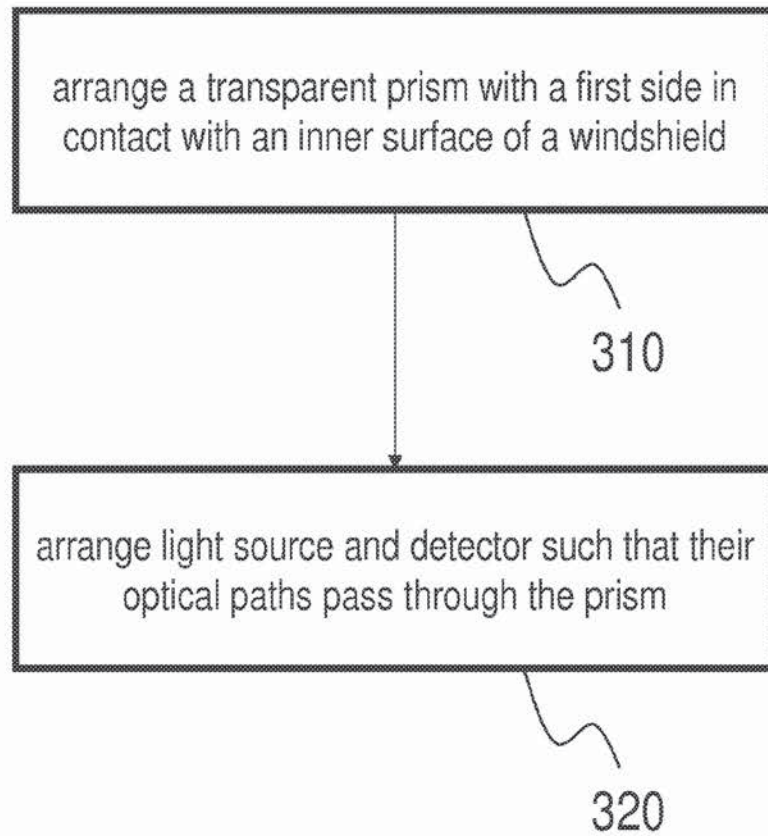 arrange a transparent prism with a first side in
contact with an inner surface of a windshield
310
arrange light source and detector such that their
optical paths pass through the prism
320